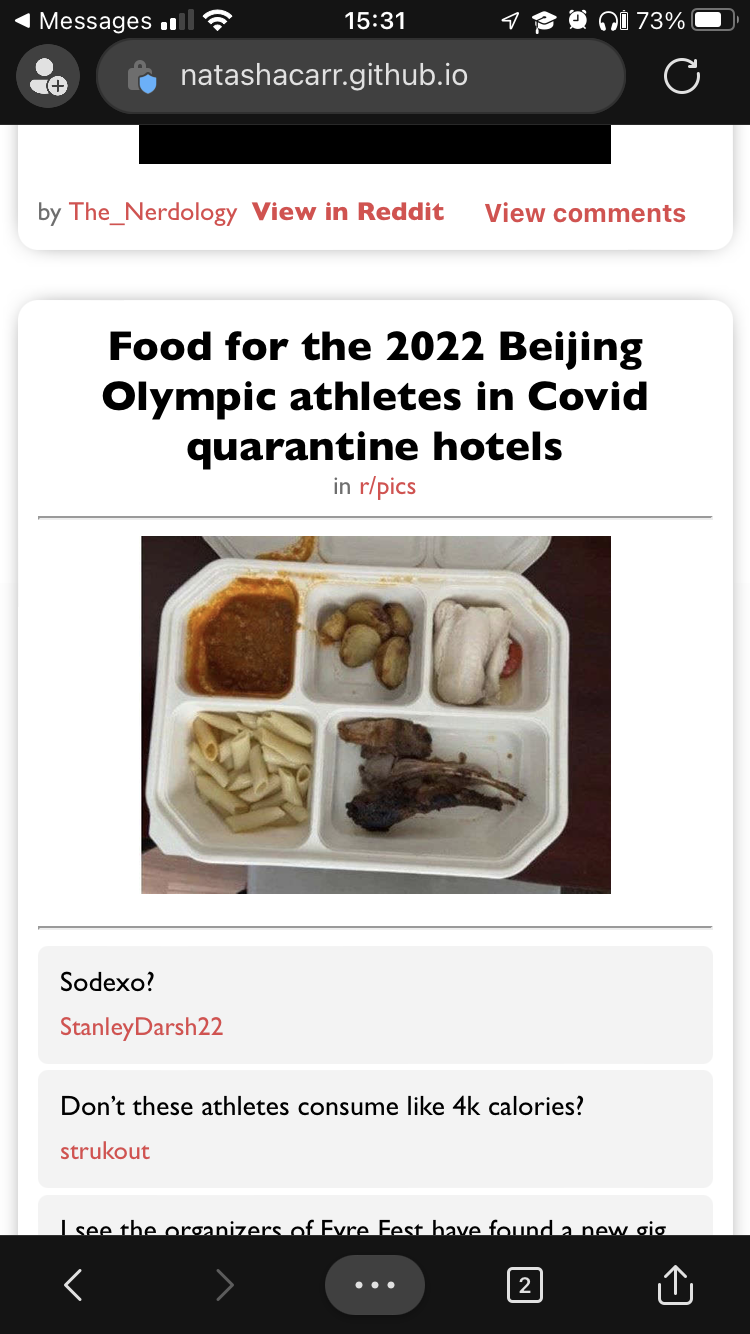 Messages 15:31 73%
natashacarr.github.io
by The_Nerdology View in Reddit View comments
Food for the 2022 Beijing
Olympic athletes in Covid
quarantine hotels
in r/pics
Sodexo?
StanleyDarsh22
Don’t these athletes consume like 4k calories?
strukout
I see the organizers of Fyre Fest have found a new gig
2